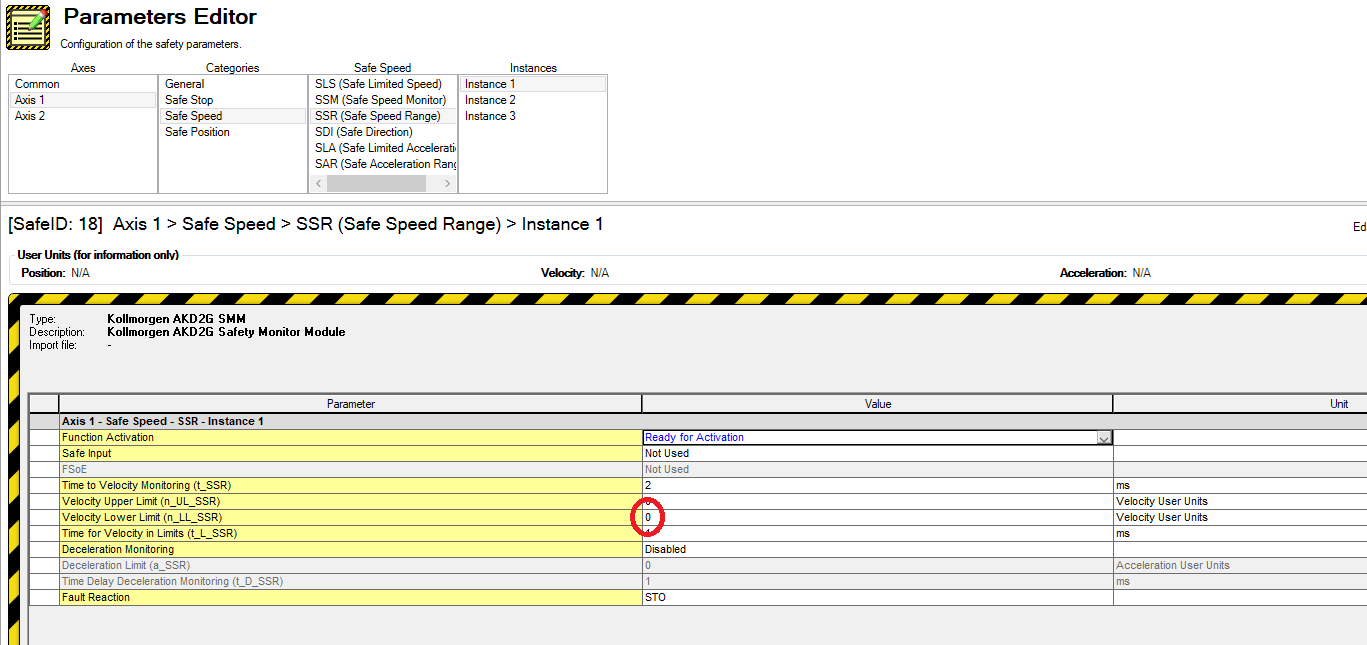 Parameters Editor
Configuration of the safety parameters.
Axes Categories Safe Speed Instances
Common General SLS (Safe Limited Speed) Instance 1
Axis 1 Safe Stop SSM (Safe Speed Monitor) Instance 2
Axis 2 Safe Speed SSR (Safe Speed Range) Instance 3
Safe Position SDI (Safe Direction)
SLA (Safe Limited Accelerati
SAR (Safe Acceleration Rang
[SafeID: 18] Axis 1 > Safe Speed > SSR (Safe Speed Range) > Instance 1 Ed
User Units (for information only)
Position: N/A Velocity: N/A Acceleration: N/A
Type: Kollmorgen AKD2G SMM
Description: Kollmorgen AKD2G Safety Monitor Module
Import file: -
Parameter Value Unit
Axis 1 - Safe Speed - SSR - Instance 1
Function Activation Ready for Activation
Safe Input Not Used
FSoE Not Used
Time to Velocity Monitoring (t_SSR) 2 ms
Velocity Upper Limit (n_UL_SSR) Velocity User Units
Velocity Lower Limit (n_LL_SSR) 0 Velocity User Units
Time for Velocity in Limits (t_L_SSR) ms
Deceleration Monitoring Disabled
Deceleration Limit (a_SSR) 0 Acceleration User Units
Time Delay Deceleration Monitoring (t_D_SSR) 1 ms
Fault Reaction STO